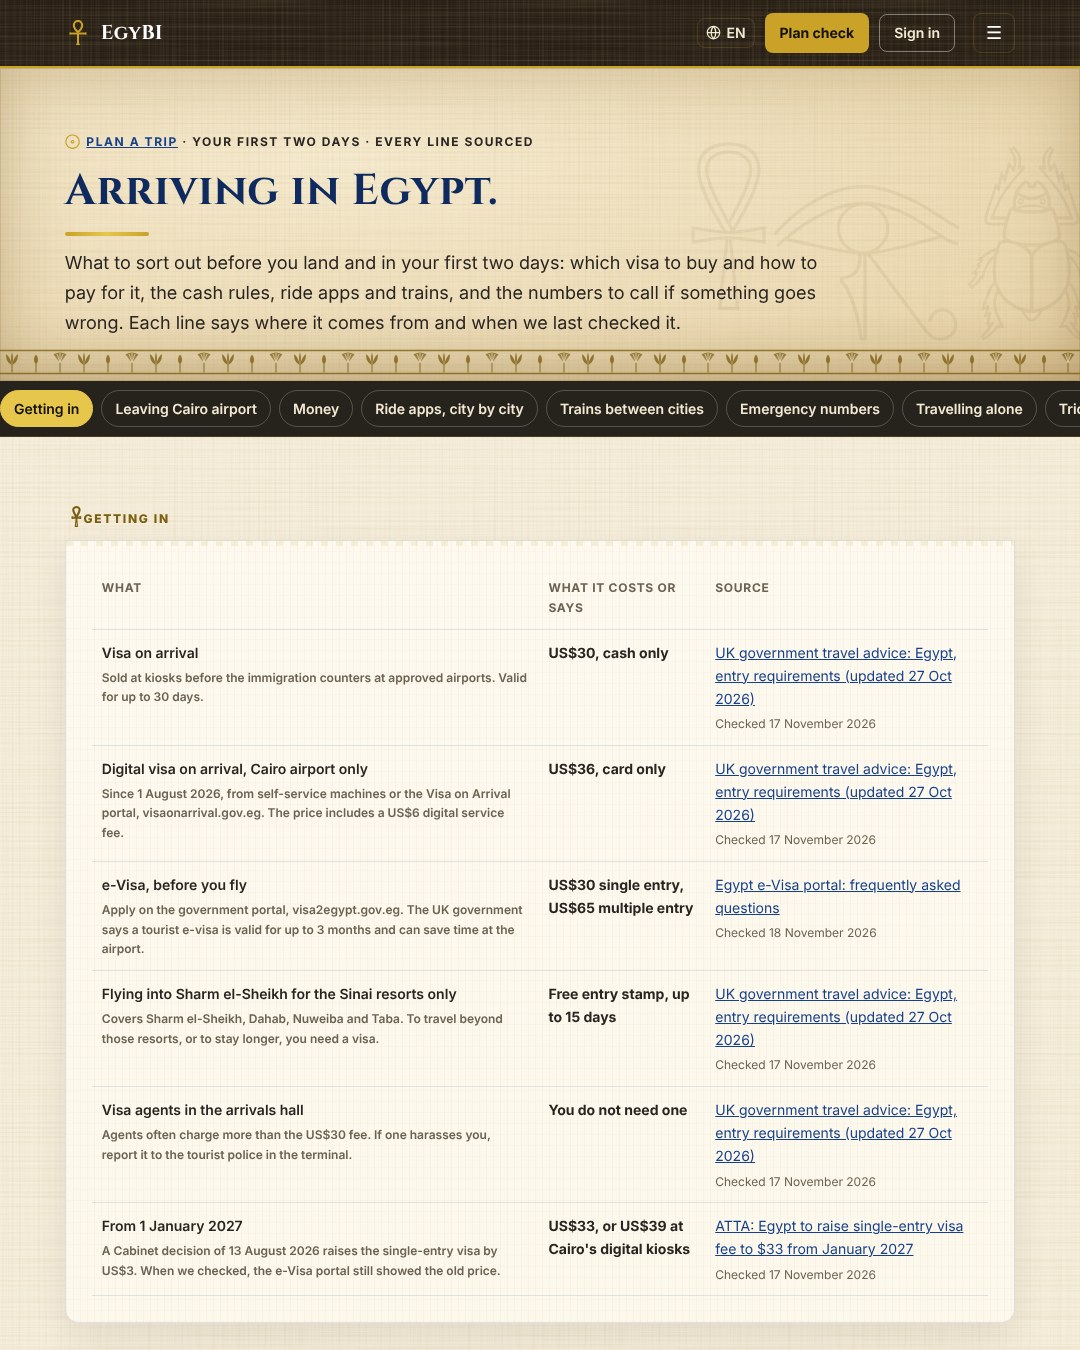 EgyBI
EN
Plan check
Sign in
PLAN A TRIP · YOUR FIRST TWO DAYS · EVERY LINE SOURCED
Arriving in Egypt.
What to sort out before you land and in your first two days: which visa to buy and how to
pay for it, the cash rules, ride apps and trains, and the numbers to call if something goes
wrong. Each line says where it comes from and when we last checked it.
Getting in
Leaving Cairo airport
Money
Ride apps, city by city
Trains between cities
Emergency numbers
Travelling alone
GETTING IN
WHAT
WHAT IT COSTS OR
SAYS
SOURCE
Visa on arrival
Sold at kiosks before the immigration counters at approved airports. Valid
for up to 30 days.
US$30, cash only
UK government travel advice: Egypt,
entry requirements (updated 27 Oct
2026)
Checked 17 November 2026
Digital visa on arrival, Cairo airport only
Since 1 August 2026, from self-service machines or the Visa on Arrival
portal, visaonarrival.gov.eg. The price includes a US$6 digital service
fee.
US$36, card only
UK government travel advice: Egypt,
entry requirements (updated 27 Oct
2026)
Checked 17 November 2026
e-Visa, before you fly
Apply on the government portal, visa2egypt.gov.eg. The UK government
says a tourist e-visa is valid for up to 3 months and can save time at the
airport.
US$30 single entry,
US$65 multiple entry
Egypt e-Visa portal: frequently asked
questions
Checked 18 November 2026
Flying into Sharm el-Sheikh for the Sinai resorts only
Covers Sharm el-Sheikh, Dahab, Nuweiba and Taba. To travel beyond
those resorts, or to stay longer, you need a visa.
Free entry stamp, up
to 15 days
UK government travel advice: Egypt,
entry requirements (updated 27 Oct
2026)
Checked 17 November 2026
Visa agents in the arrivals hall
Agents often charge more than the US$30 fee. If one harasses you,
report it to the tourist police in the terminal.
You do not need one
UK government travel advice: Egypt,
entry requirements (updated 27 Oct
2026)
Checked 17 November 2026
From 1 January 2027
A Cabinet decision of 13 August 2026 raises the single-entry visa by
US$3. When we checked, the e-Visa portal still showed the old price.
US$33, or US$39 at
Cairo's digital kiosks
ATTA: Egypt to raise single-entry visa
fee to $33 from January 2027
Checked 17 November 2026